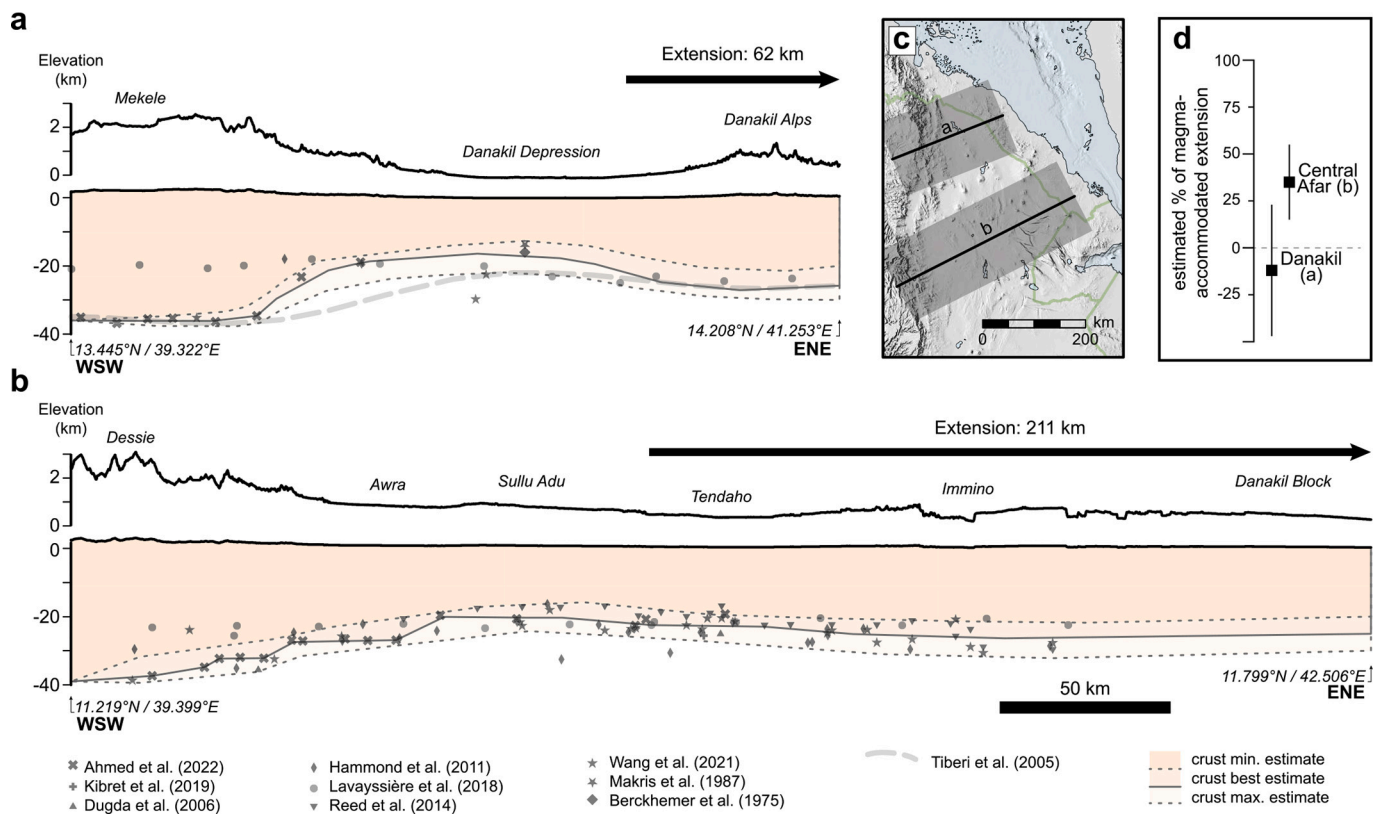 a
Elevation
(km)
Extension: 62 km
Mekele
Danakil Depression
Danakil Alps
2
0
0
-20
-40
13.445°N / 39.322°E
WSW
14.208°N / 41.253°E
ENE
c
a
b
km
0 200
d
estimated % of magma-
accommodated extension
100
75
50
25
0
-25
Central
Afar (b)
Danakil
(a)
b
Elevation
(km)
Extension: 211 km
Dessie
Awra
Sullu Adu
Tendaho
Immino
Danakil Block
2
0
0
-20
-40
11.219°N / 39.399°E
WSW
11.799°N / 42.506°E
ENE
50 km
Ahmed et al. (2022)
Kibret et al. (2019)
Dugda et al. (2006)
Hammond et al. (2011)
Lavayssière et al. (2018)
Reed et al. (2014)
Wang et al. (2021)
Makris et al. (1987)
Berckhemer et al. (1975)
Tiberi et al. (2005)
crust min. estimate
crust best estimate
crust max. estimate